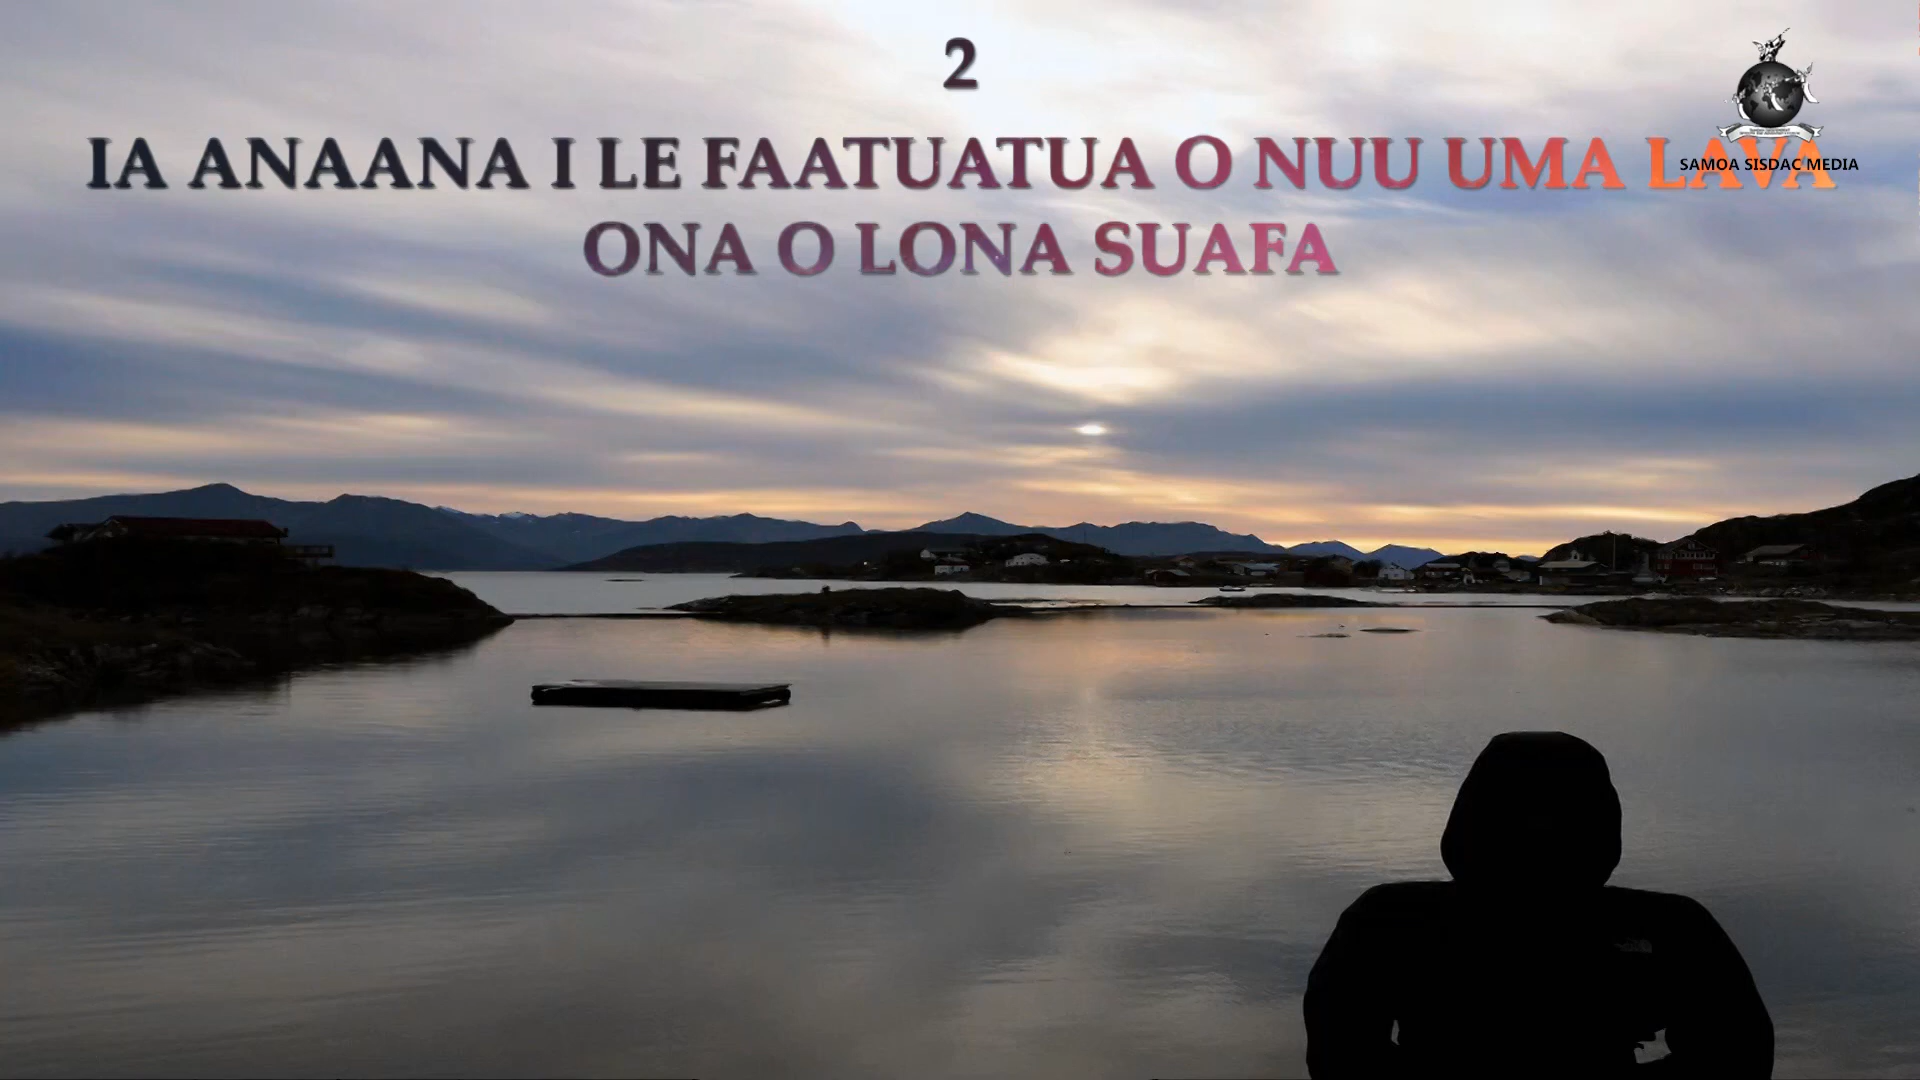 2
IA ANAANA I LE FAATUATUA O NUU UMA LAVA
ONA O LONA SUAFA
SAMOA SISDAC MEDIA